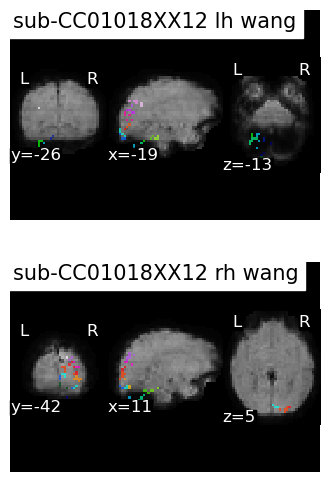 sub-CC01018XX12 lh wang
L R L R
y=-26 x=-19 z=-13
sub-CC01018XX12 rh wang
L R L R
y=-42 x=11 z=5